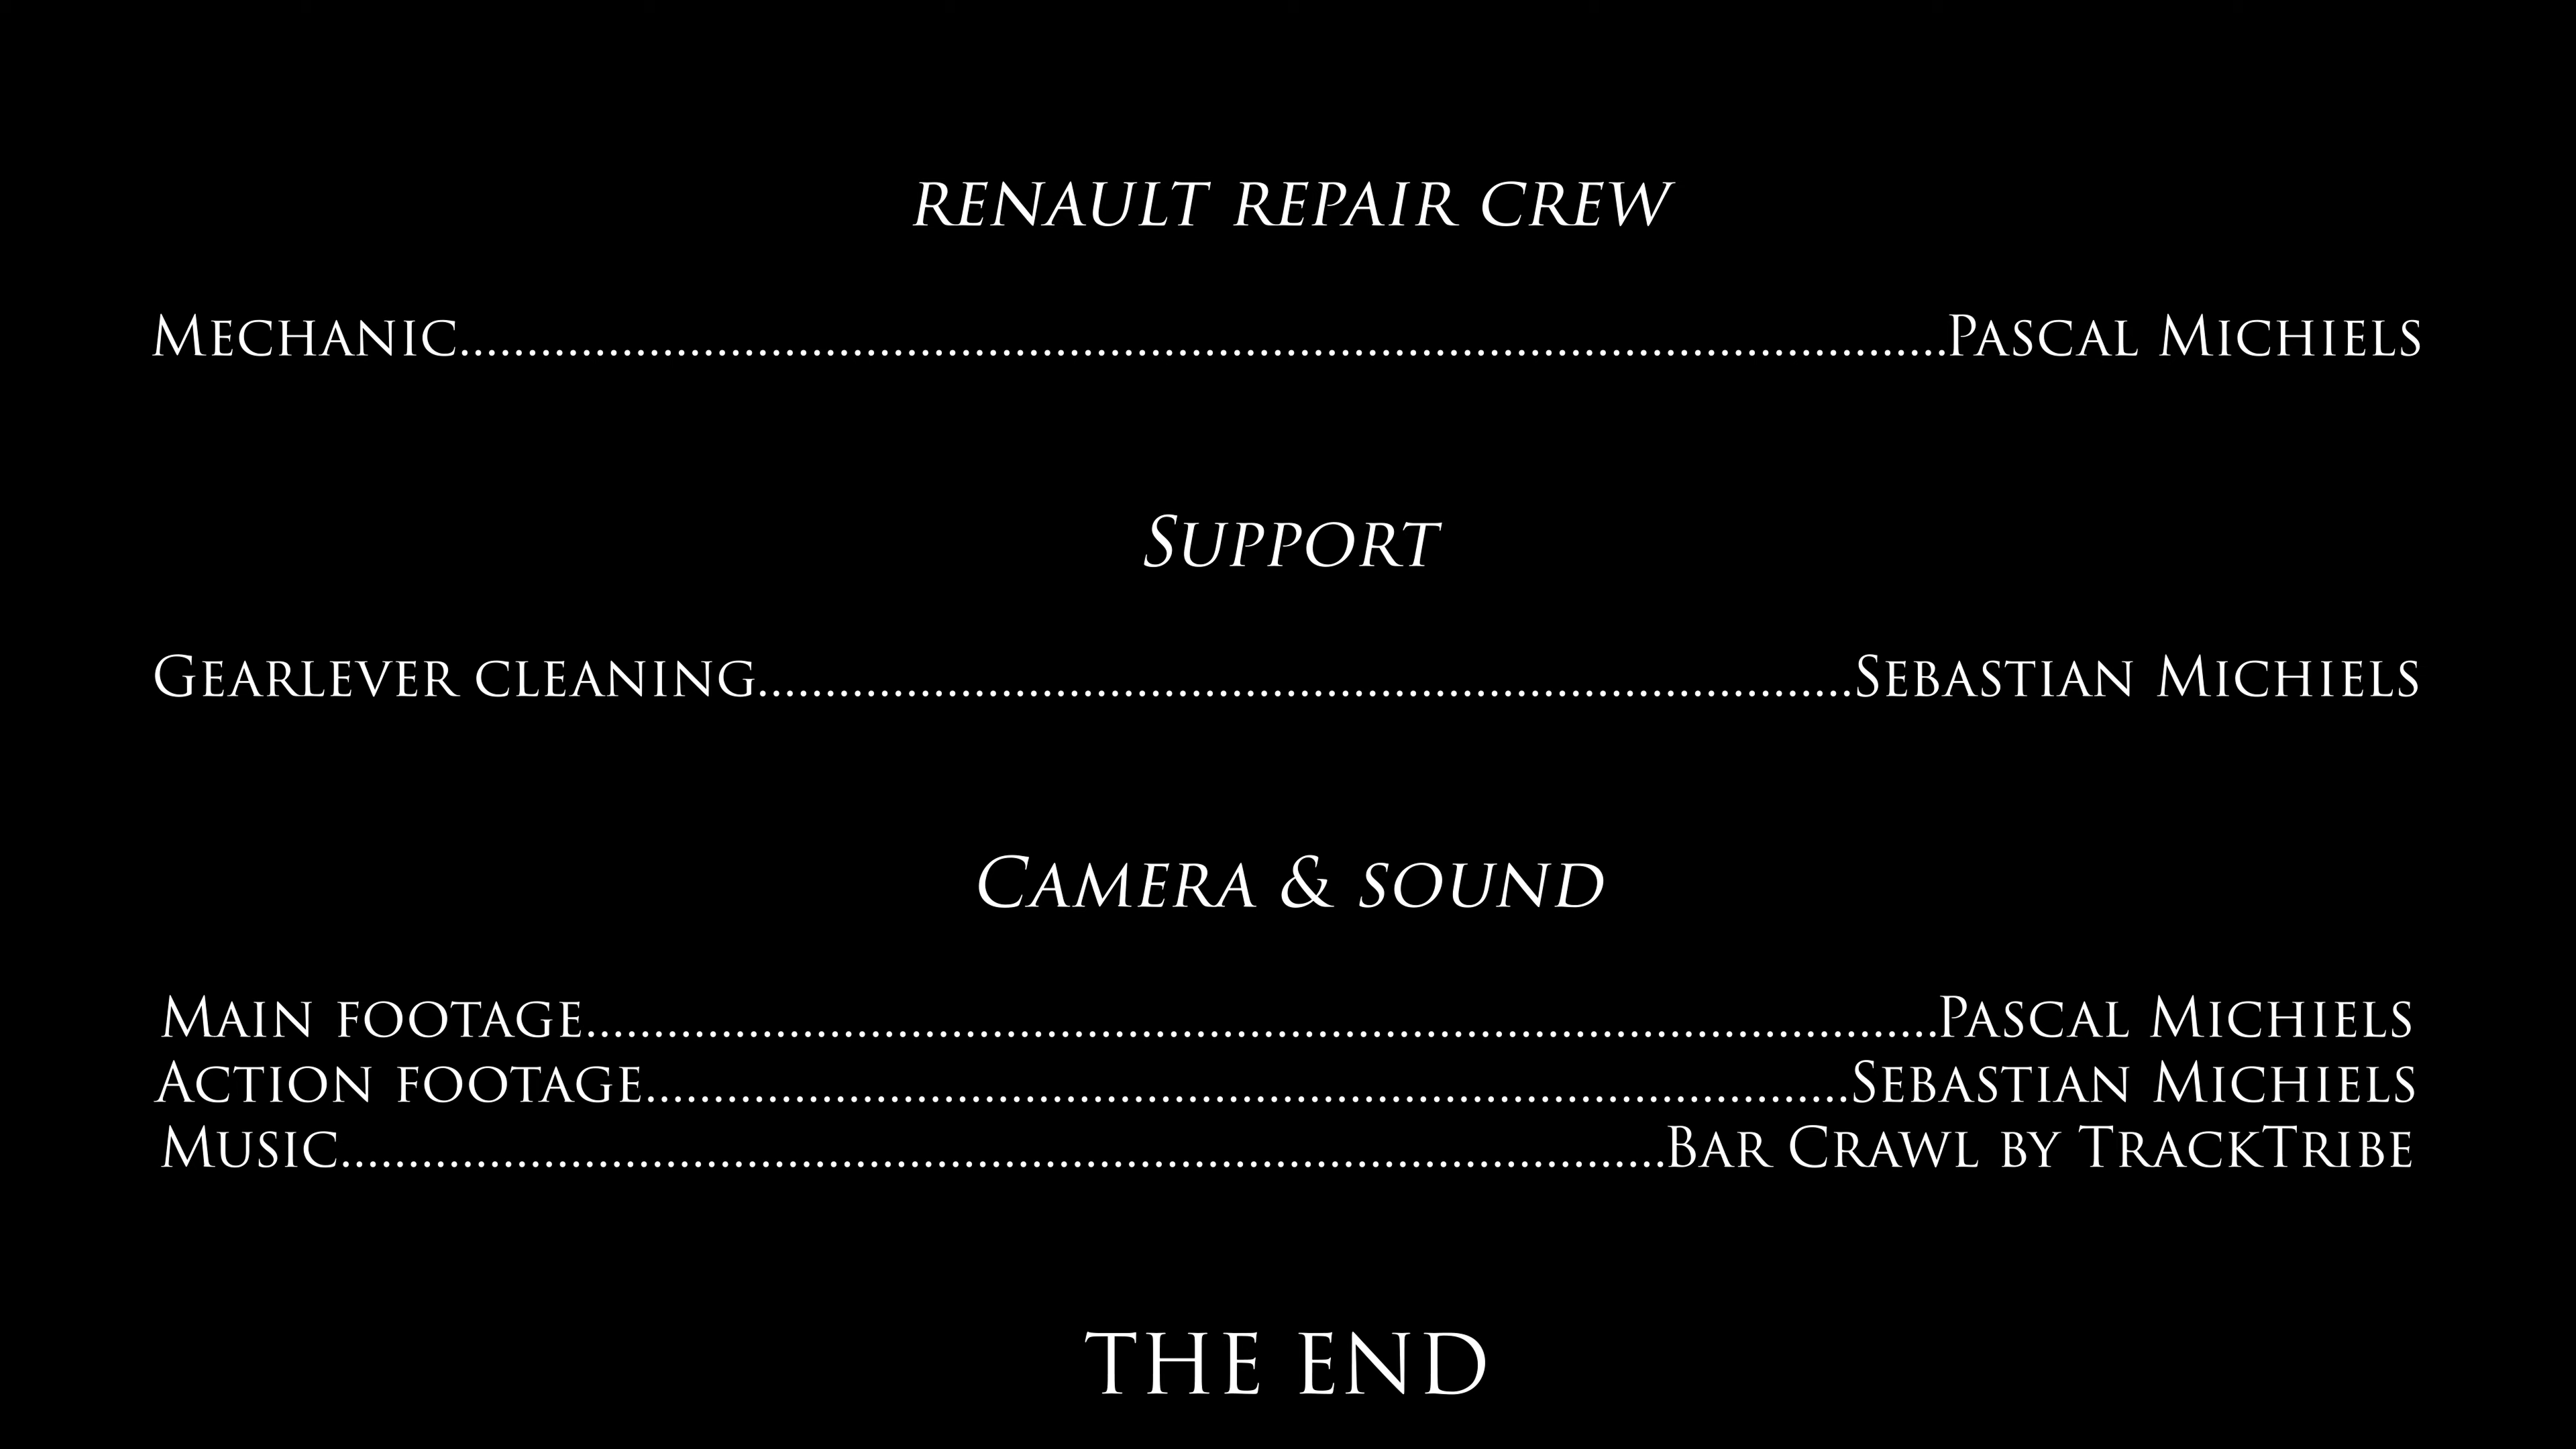 RENAULT REPAIR CREW
MECHANIC..............................................................................................................PASCAL MICHIELS
SUPPORT
GEARLEVER CLEANING.................................................................................SEBASTIAN MICHIELS
CAMERA & SOUND
MAIN FOOTAGE....................................................................................................PASCAL MICHIELS
ACTION FOOTAGE.........................................................................................SEBASTIAN MICHIELS
MUSIC..................................................................................................BAR CRAWL BY TRACKTRIBE
THE END